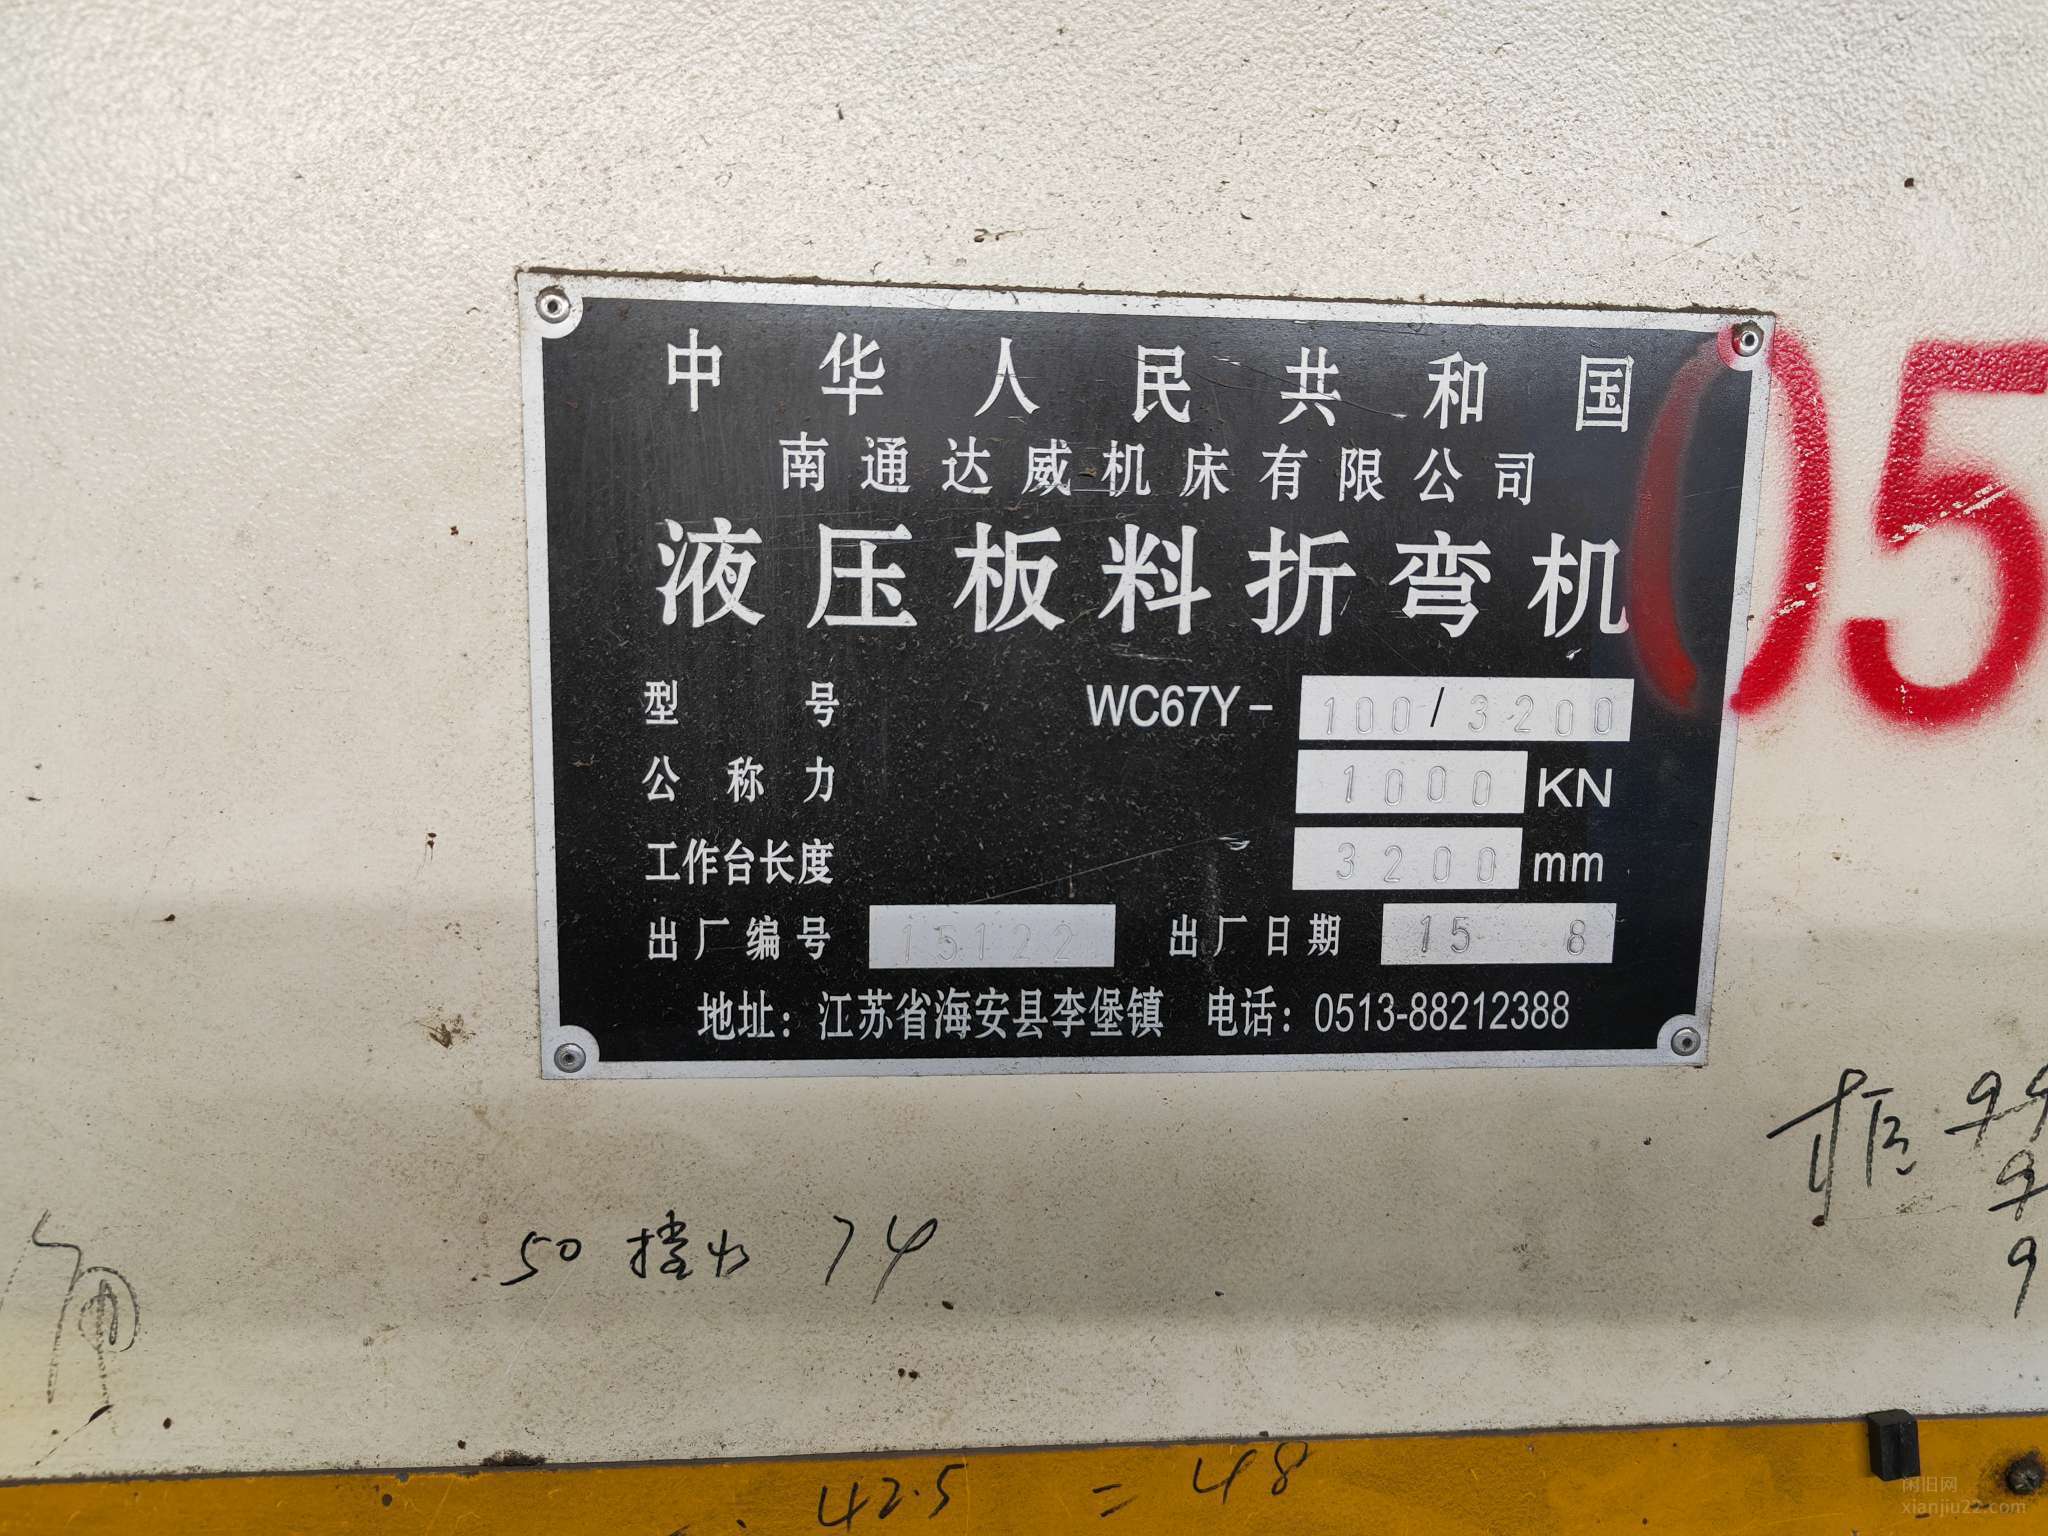 中华人民共和国
南通达威机床有限公司
液压板料折弯机
型号 WC67Y-100/3200
公称力 1000 KN
工作台长度 3200 mm
出厂编号 15122 出厂日期 15 8
地址：江苏省海安县李堡镇 电话：0513-88212388
05
50 挡 74
42.5 = 48
闲旧网
xianjiu22.com